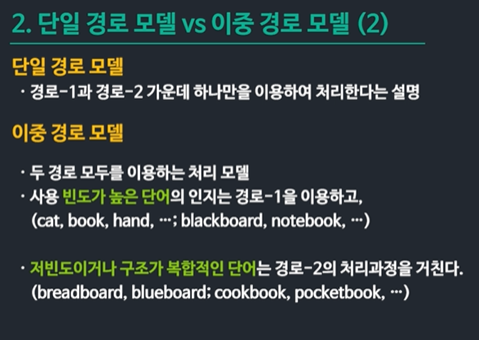 2. 단일 경로 모델 vs 이중 경로 모델 (2)
단일 경로 모델
· 경로-1과 경로-2 가운데 하나만을 이용하여 처리한다는 설명
이중 경로 모델
· 두 경로 모두를 이용하는 처리 모델
· 사용 빈도가 높은 단어의 인지는 경로-1을 이용하고,
(cat, book, hand, …; blackboard, notebook, …)
· 저빈도이거나 구조가 복합적인 단어는 경로-2의 처리과정을 거친다.
(breadboard, blueboard; cookbook, pocketbook, …)